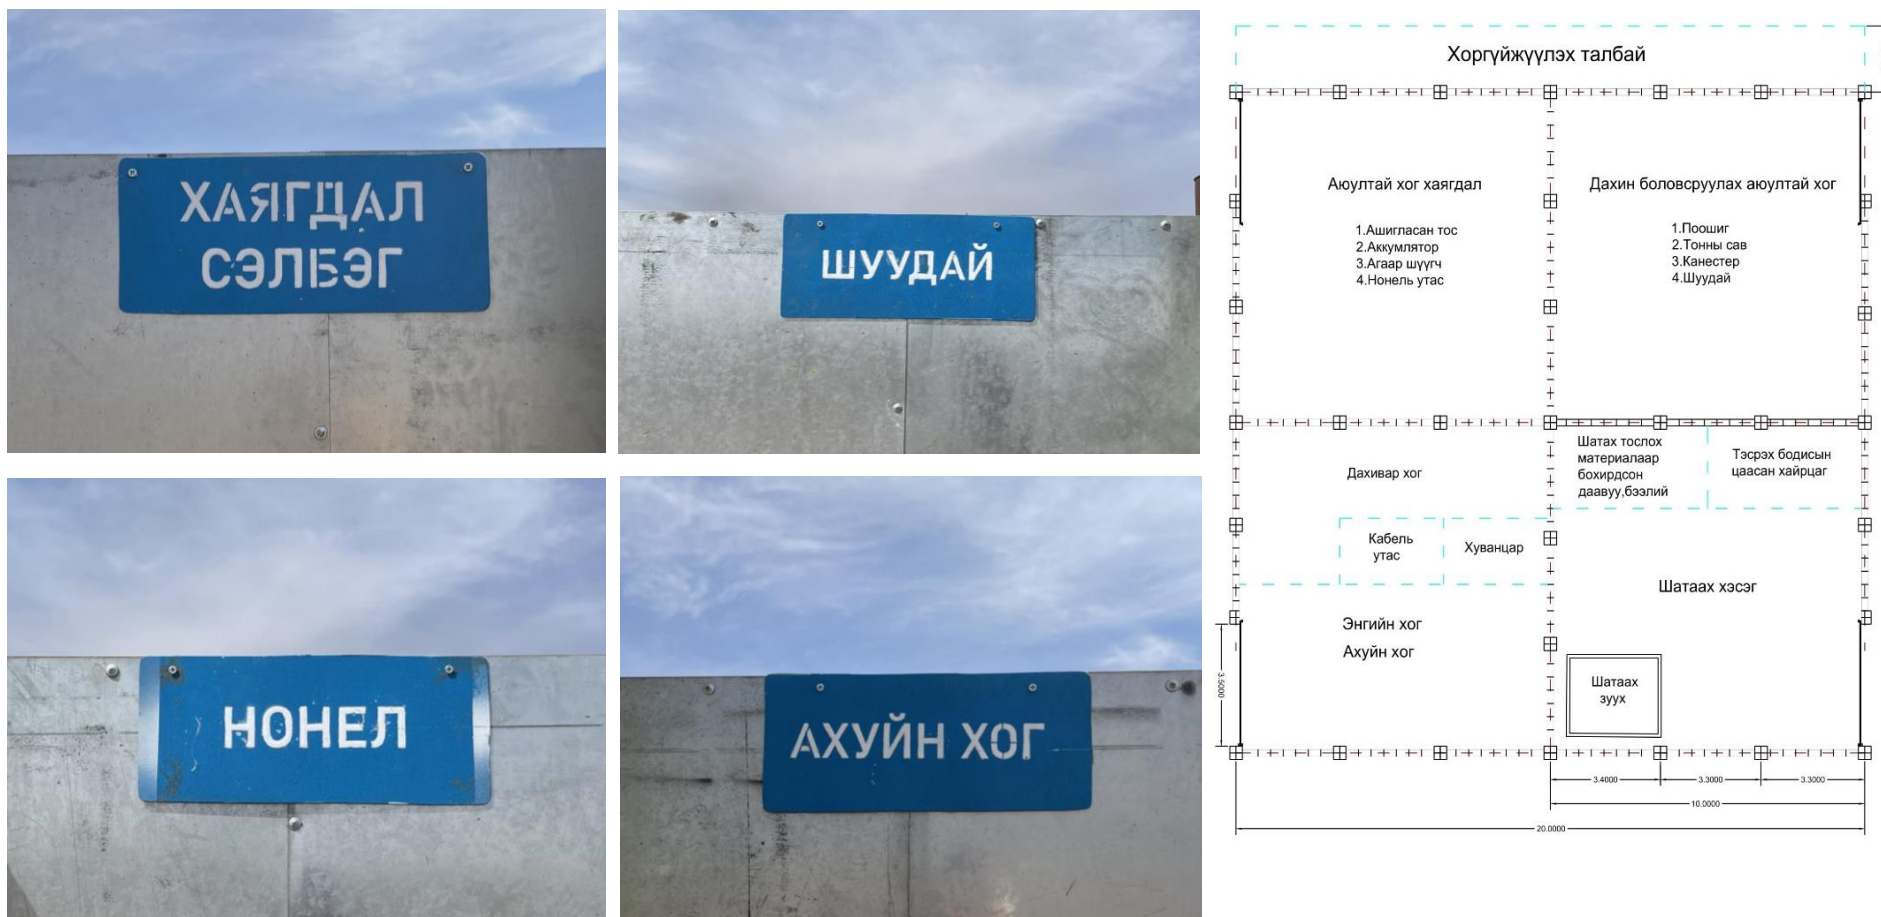 ХАЯГДАЛ
СЭЛБЭГ
ШУУДАЙ
НОНЕЛ
АХУЙН ХОГ
Хоргүйжүүлэх талбай
Аюултай хог хаягдал
1.Ашигласан тос
2.Аккумлятор
3.Агаар шүүгч
4.Нонель утас
Дахин боловсруулах аюултай хог
1.Поошиг
2.Тонны сав
3.Канестер
4.Шуудай
Дахивар хог
Кабель
утас
Хуванцар
Шатах тослох
материалаар
бохирдсон
даавуу,бээлий
Тэсрэх бодисын
цаасан хайрцаг
Энгийн хог
Ахуйн хог
Шатаах хэсэг
Шатаах
зуух
3.5000
3.4000
3.3000
3.3000
10.0000
20.0000